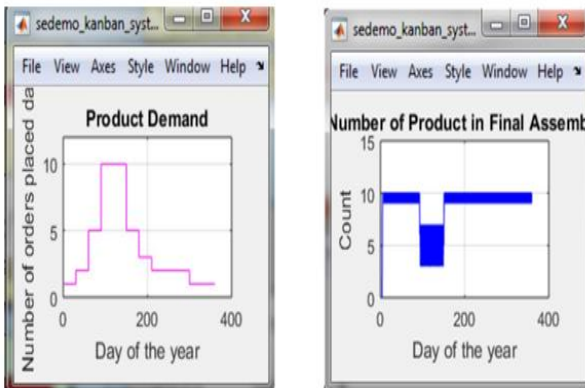 sedemo_kanban_syst...
File View Axes Style Window Help
Product Demand
Number of orders placed da
10
5
0
0 200 400
Day of the year
sedemo_kanban_syst...
File View Axes Style Window Help
Number of Product in Final Assemb
Count
15
10
5
0
0 200 400
Day of the year